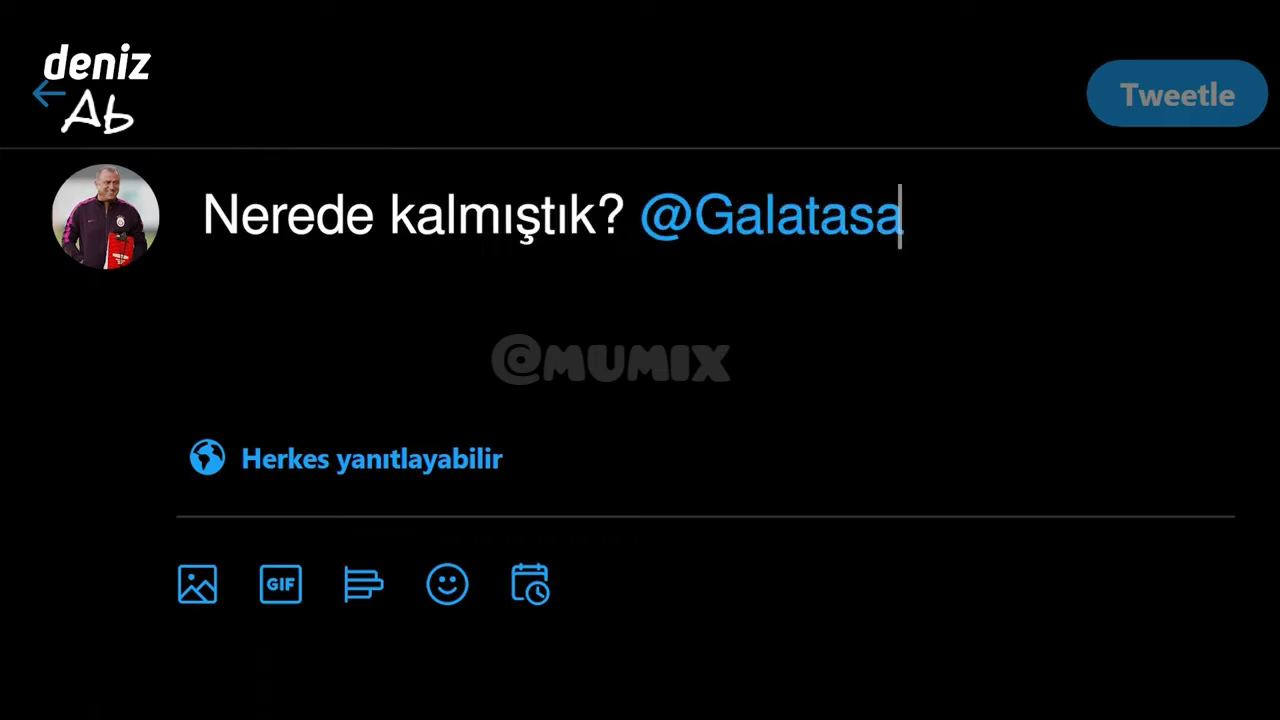 deniz
Ab
Tweetle
Nerede kalmıştık? @Galatasa
@MUMIX
Herkes yanıtlayabilir
GIF